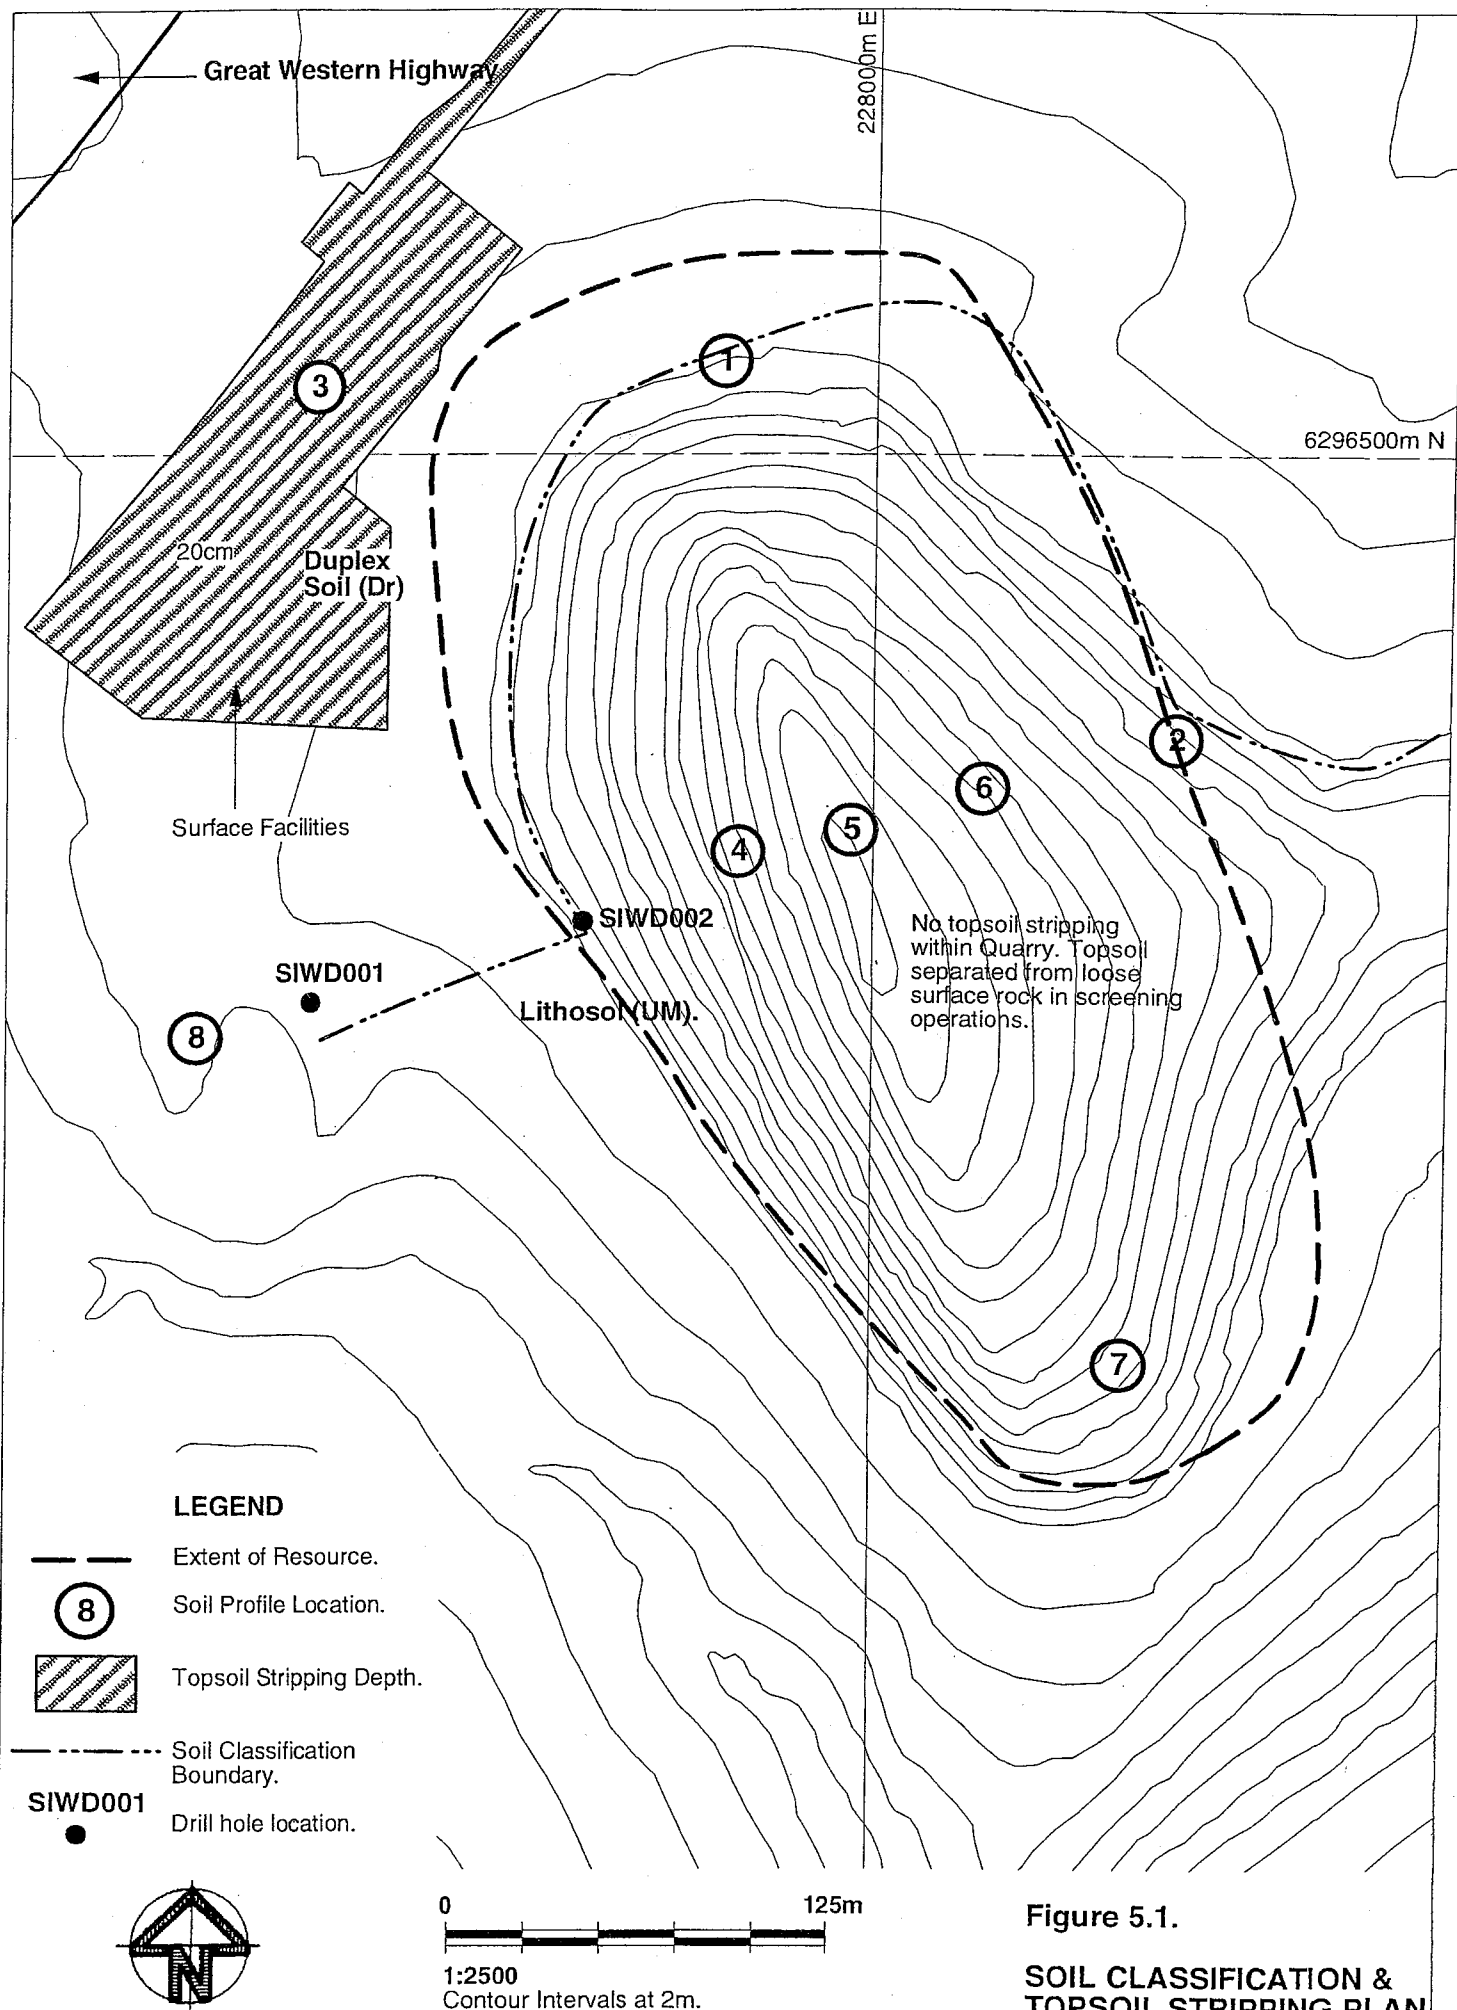 Great Western Highway
228000m E
1
3
6296500m N
20cm
Duplex
Soil (Dr)
2
6
5
4
Surface Facilities
SIWD002
No topsoil stripping
within Quarry. Topsoil
separated from loose
surface rock in screening
operations.
SIWD001
Lithosol (UM).
8
7
LEGEND
Extent of Resource.
8
Soil Profile Location.
Topsoil Stripping Depth.
Soil Classification
Boundary.
SIWD001
Drill hole location.
N
0 125m
1:2500
Contour Intervals at 2m.
Figure 5.1.
SOIL CLASSIFICATION &
TOPSOIL STRIPPING PLAN